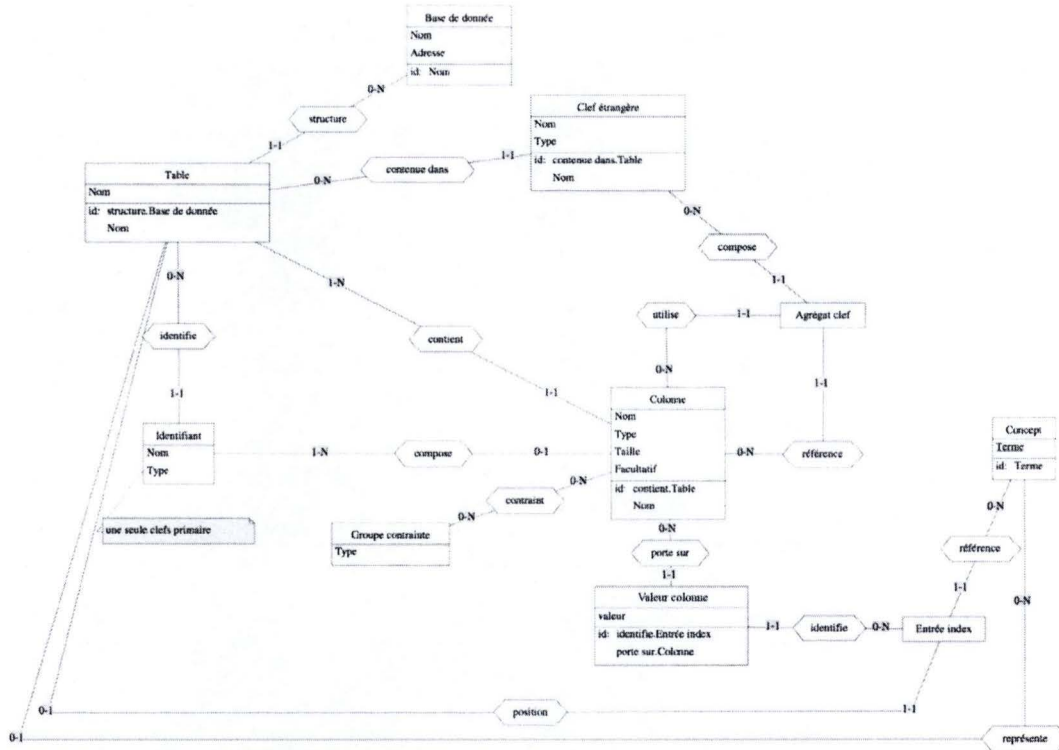 Base de donnée
Nom
Adresse
id: Nom
0-N
structure
1-1
Clef étrangère
Nom
Type
id: contenue dans.Table
Nom
1-1
contenue dans
0-N
Table
Nom
id: structure.Base de donnée
Nom
0-N
compose
1-1
0-N
identifie
1-1
1-N
contient
1-1
utilise
1-1
Agrégat clef
0-N
1-1
référence
0-N
Colonne
Nom
Type
Taille
Facultatif
id: contient.Table
Nom
Identifiant
Nom
Type
1-N
compose
0-1
une seule clefs primaire
0-N
contraint
0-N
Groupe contrainte
Type
Concept
Terme
id: Terme
0-N
référence
1-1
0-N
0-N
porte sur
1-1
Valeur colonne
valeur
id: identifie.Entrée index
porte sur.Colonne
1-1
identifie
0-N
Entrée index
0-1
position
1-1
0-1
représente